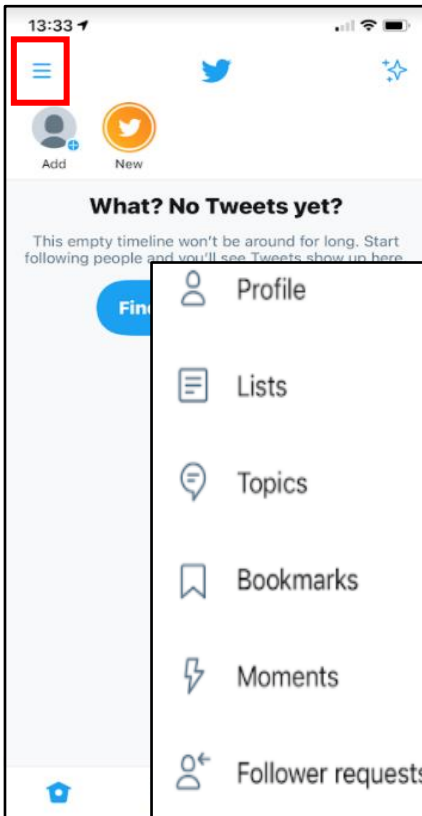 13:33
Add New
What? No Tweets yet?
This empty timeline won't be around for long. Start
following people and you'll see Tweets show up here.
Profile
Lists
Topics
Bookmarks
Moments
Follower requests